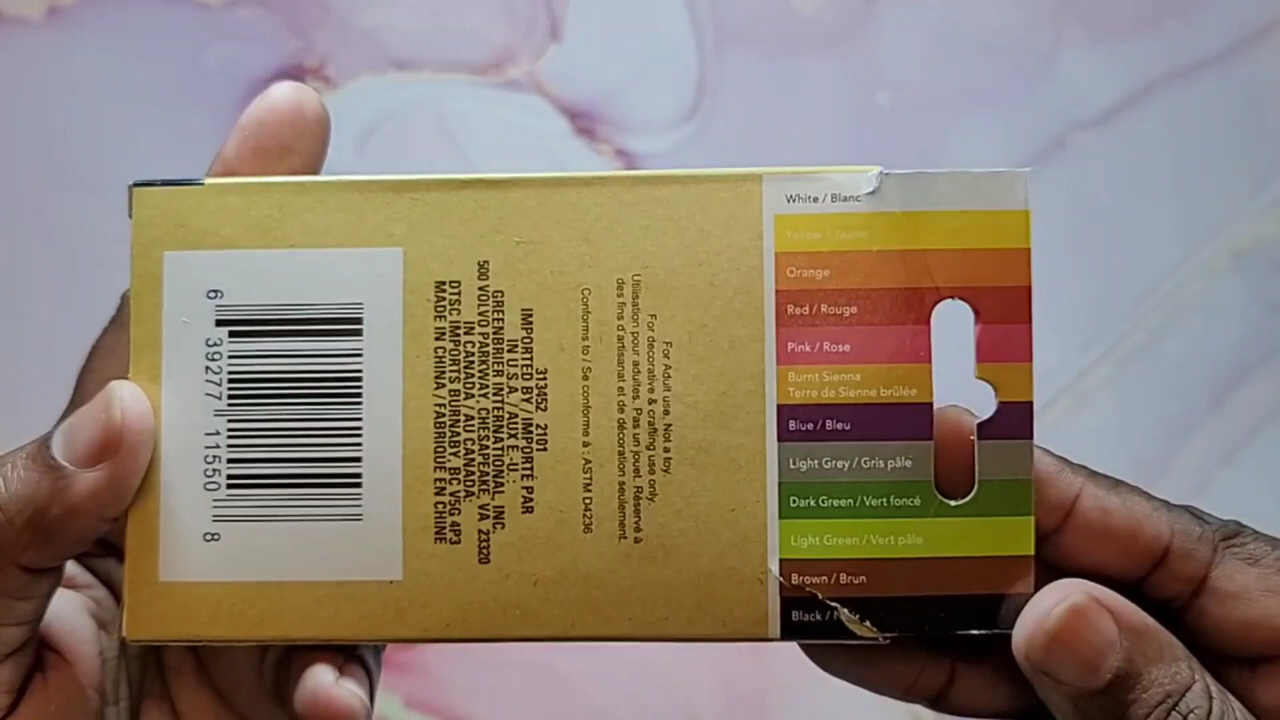 White / Blanc
Yellow / Jaune
Orange
Red / Rouge
Pink / Rose
Burnt Sienna
Terre de Sienne brûlée
Blue / Bleu
Light Grey / Gris pâle
Dark Green / Vert foncé
Light Green / Vert pâle
Brown / Brun
Black / Noir
For Adult use. Not a toy.
For decorative & crafting use only.
Utilisation pour adultes. Pas un jouet. Réservé à
des fins d'artisanat et de décoration seulement.
Conforms to / Se conforme à : ASTM D4236
313452 2101
IMPORTED BY / IMPORTÉ PAR
IN U.S.A. / AUX É.-U. :
GREENBRIER INTERNATIONAL, INC.
500 VOLVO PARKWAY, CHESAPEAKE, VA 23320
IN CANADA / AU CANADA:
DTSC IMPORTS BURNABY, BC V5G 4P3
MADE IN CHINA / FABRIQUÉ EN CHINE
6 39277 11550 8